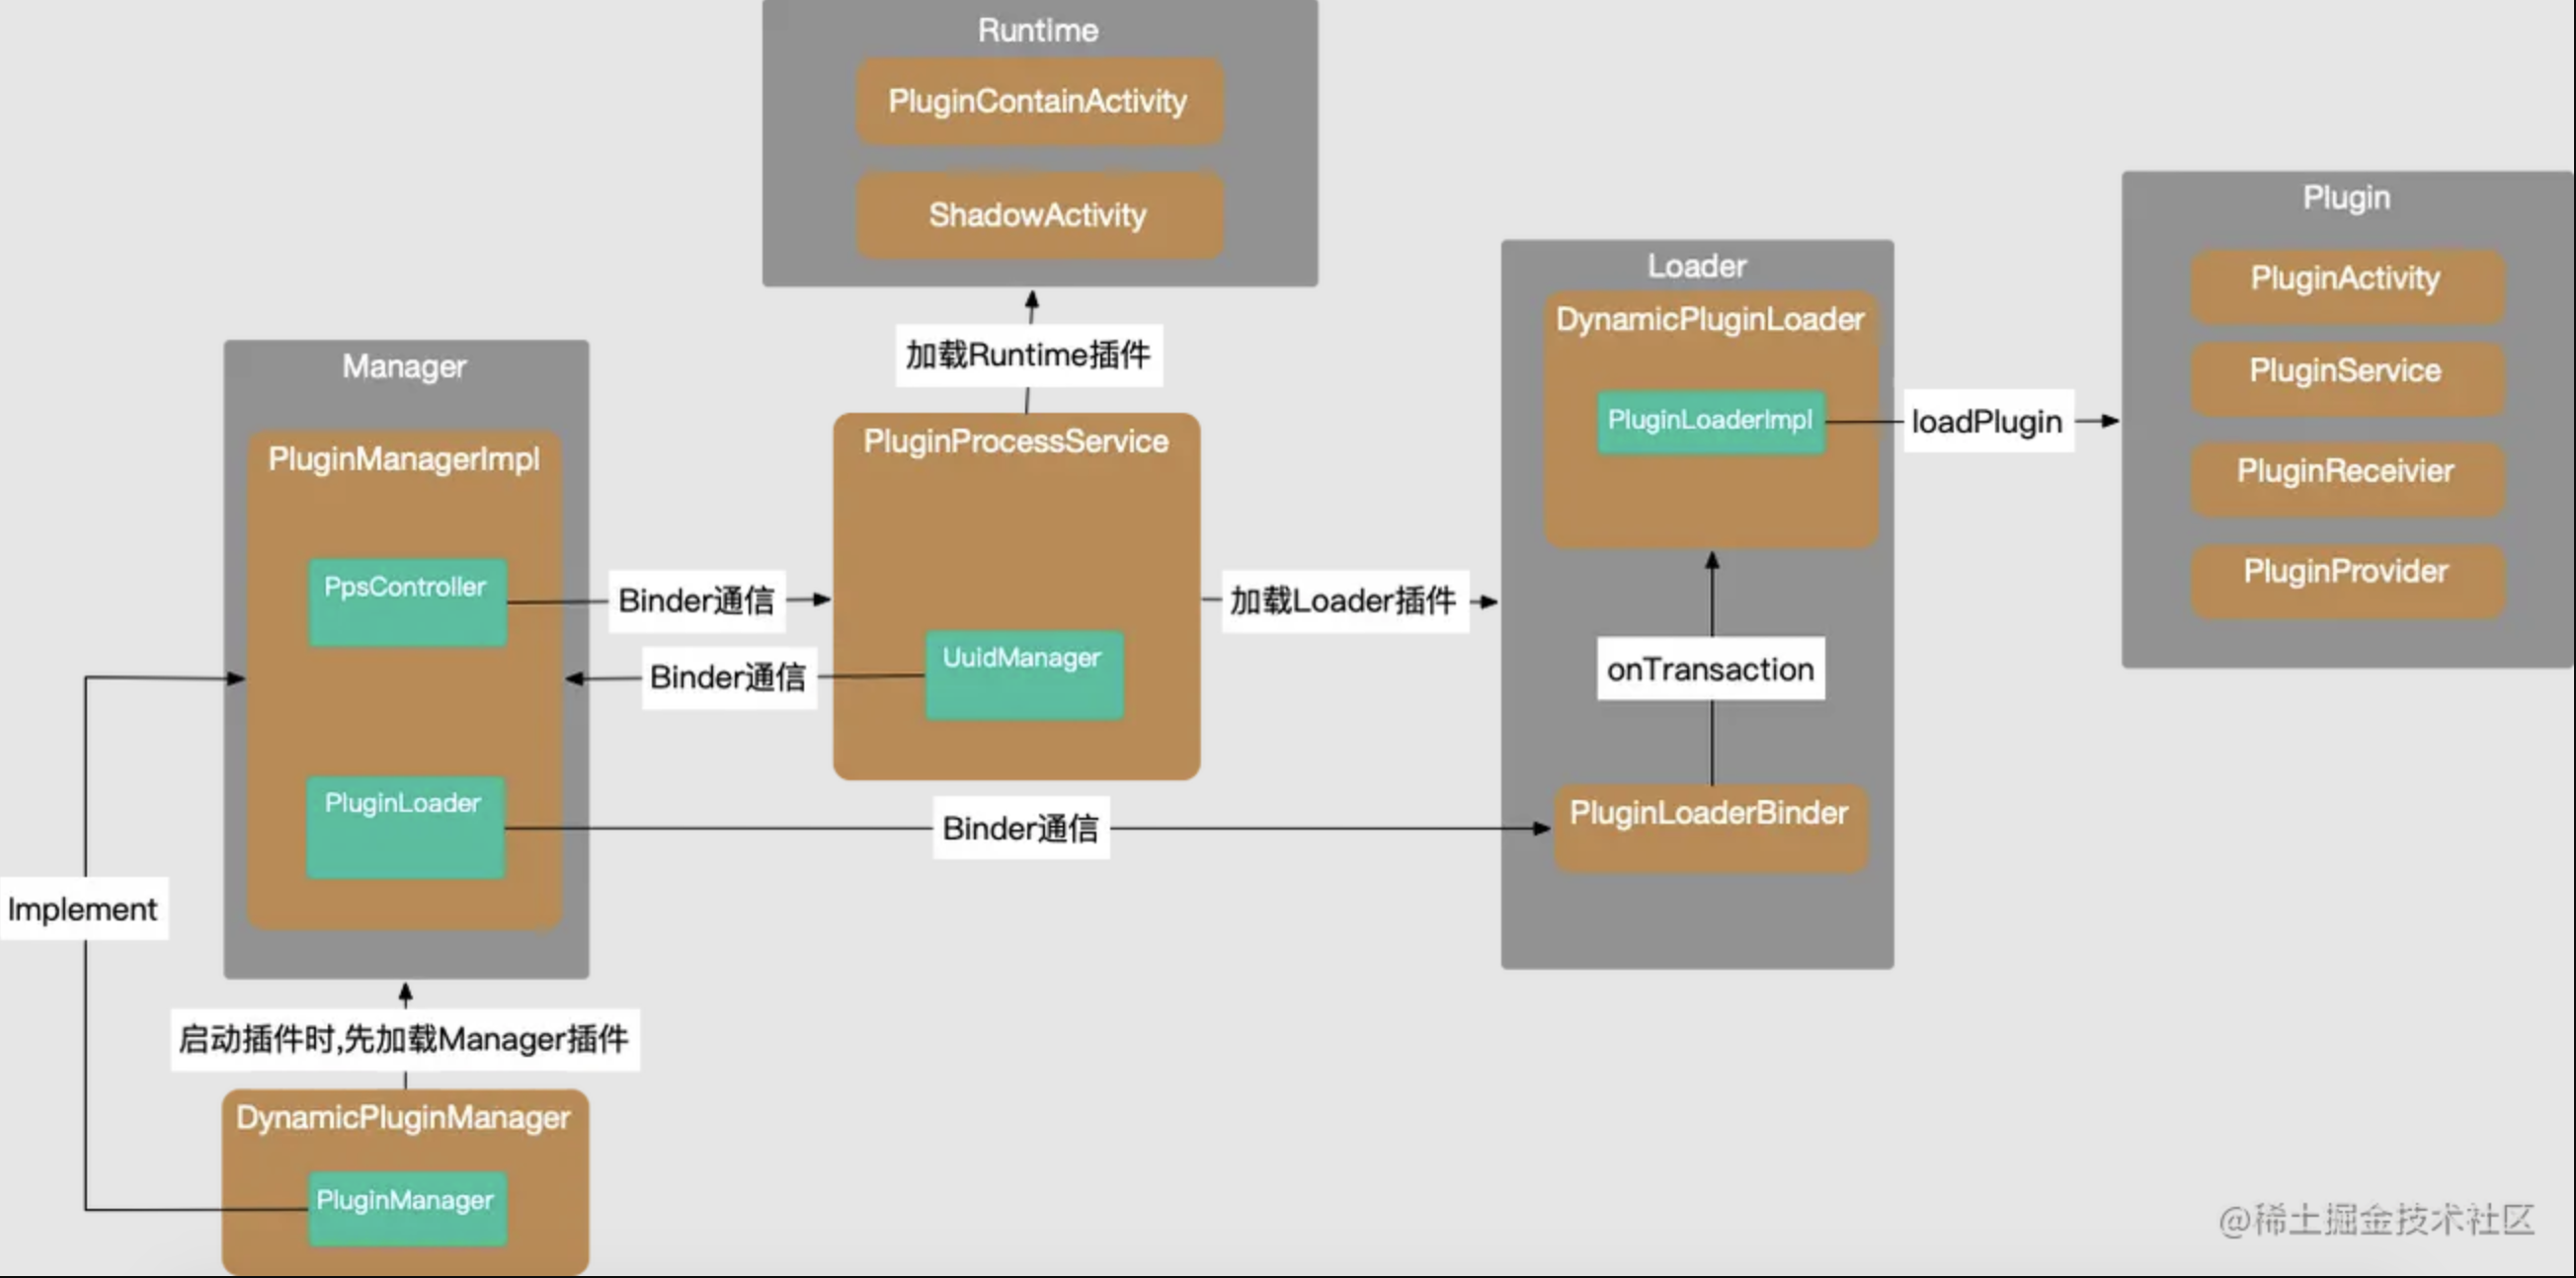 Runtime
PluginContainActivity
ShadowActivity
加载Runtime插件
Manager
PluginManagerImpl
PpsController
PluginLoader
Binder通信
Binder通信
PluginProcessService
UuidManager
加载Loader插件
Binder通信
Loader
DynamicPluginLoader
PluginLoaderImpl
onTransaction
PluginLoaderBinder
loadPlugin
Plugin
PluginActivity
PluginService
PluginReceivier
PluginProvider
Implement
启动插件时,先加载Manager插件
DynamicPluginManager
PluginManager
@稀土掘金技术社区